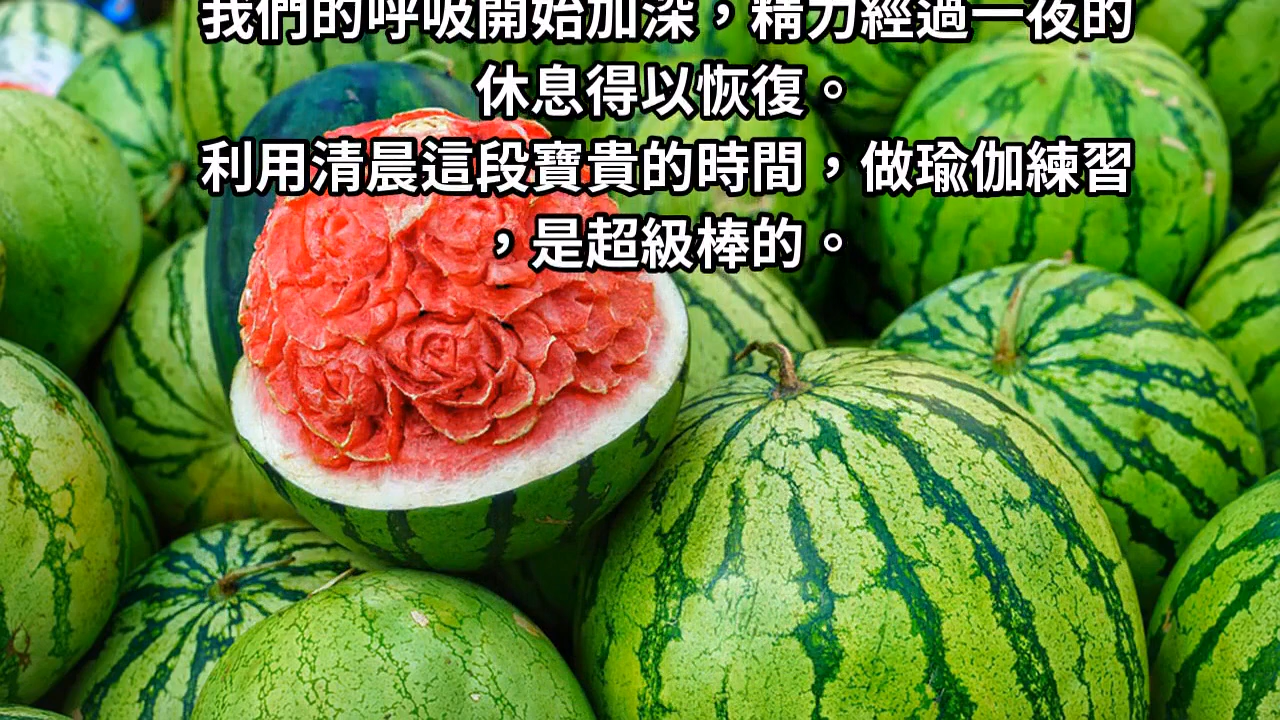 我們的呼吸開始加深，精力經過一夜的
休息得以恢復。
利用清晨這段寶貴的時間，做瑜伽練習
，是超級棒的。